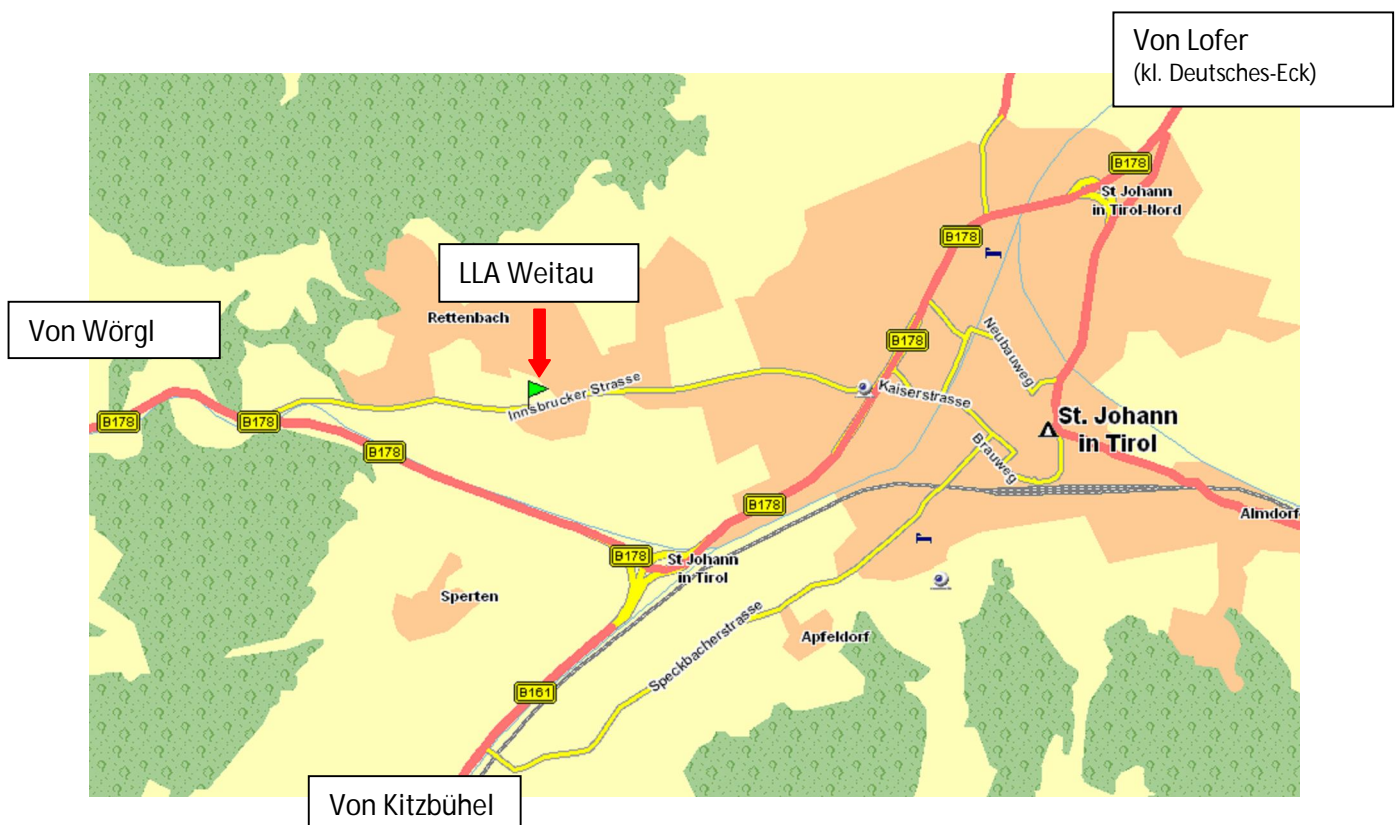 Von Lofer
(kl. Deutsches-Eck)
B178
St Johann
in Tirol-Nord
B178
LLA Weitau
Rettenbach
Von Wörgl
Neubauweg
B178
Innsbrucker Strasse
Kaiserstrasse
B178
B178
St. Johann
in Tirol
B178
Brauweg
B178
Almdorf
B178
St Johann
in Tirol
Sperten
Speckbacherstrasse
Apfeldorf
B161
Von Kitzbühel